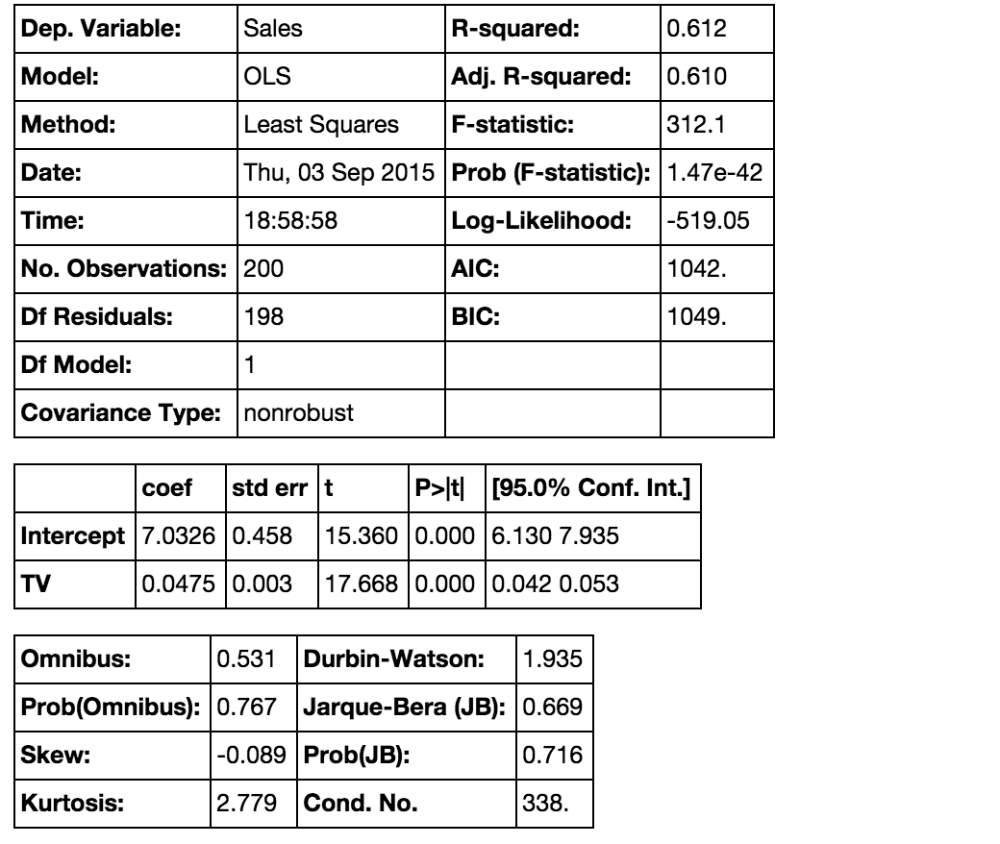 Dep. Variable: Sales R-squared: 0.612
Model: OLS Adj. R-squared: 0.610
Method: Least Squares F-statistic: 312.1
Date: Thu, 03 Sep 2015 Prob (F-statistic): 1.47e-42
Time: 18:58:58 Log-Likelihood: -519.05
No. Observations: 200 AIC: 1042.
Df Residuals: 198 BIC: 1049.
Df Model: 1
Covariance Type: nonrobust
coef std err t P>|t| [95.0% Conf. Int.]
Intercept 7.0326 0.458 15.360 0.000 6.130 7.935
TV 0.0475 0.003 17.668 0.000 0.042 0.053
Omnibus: 0.531 Durbin-Watson: 1.935
Prob(Omnibus): 0.767 Jarque-Bera (JB): 0.669
Skew: -0.089 Prob(JB): 0.716
Kurtosis: 2.779 Cond. No. 338.